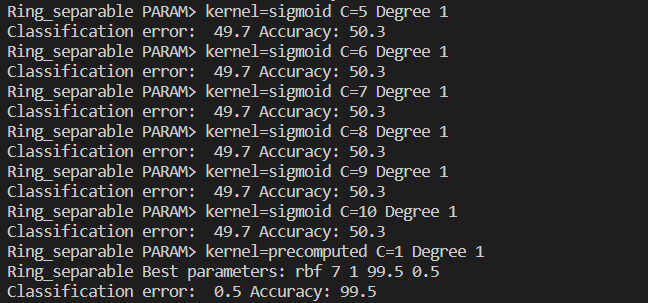 Ring_separable PARAM> kernel=sigmoid C=5 Degree 1
Classification error:  49.7 Accuracy: 50.3
Ring_separable PARAM> kernel=sigmoid C=6 Degree 1
Classification error:  49.7 Accuracy: 50.3
Ring_separable PARAM> kernel=sigmoid C=7 Degree 1
Classification error:  49.7 Accuracy: 50.3
Ring_separable PARAM> kernel=sigmoid C=8 Degree 1
Classification error:  49.7 Accuracy: 50.3
Ring_separable PARAM> kernel=sigmoid C=9 Degree 1
Classification error:  49.7 Accuracy: 50.3
Ring_separable PARAM> kernel=sigmoid C=10 Degree 1
Classification error:  49.7 Accuracy: 50.3
Ring_separable PARAM> kernel=precomputed C=1 Degree 1
Ring_separable Best parameters: rbf 7 1 99.5 0.5
Classification error:  0.5 Accuracy: 99.5